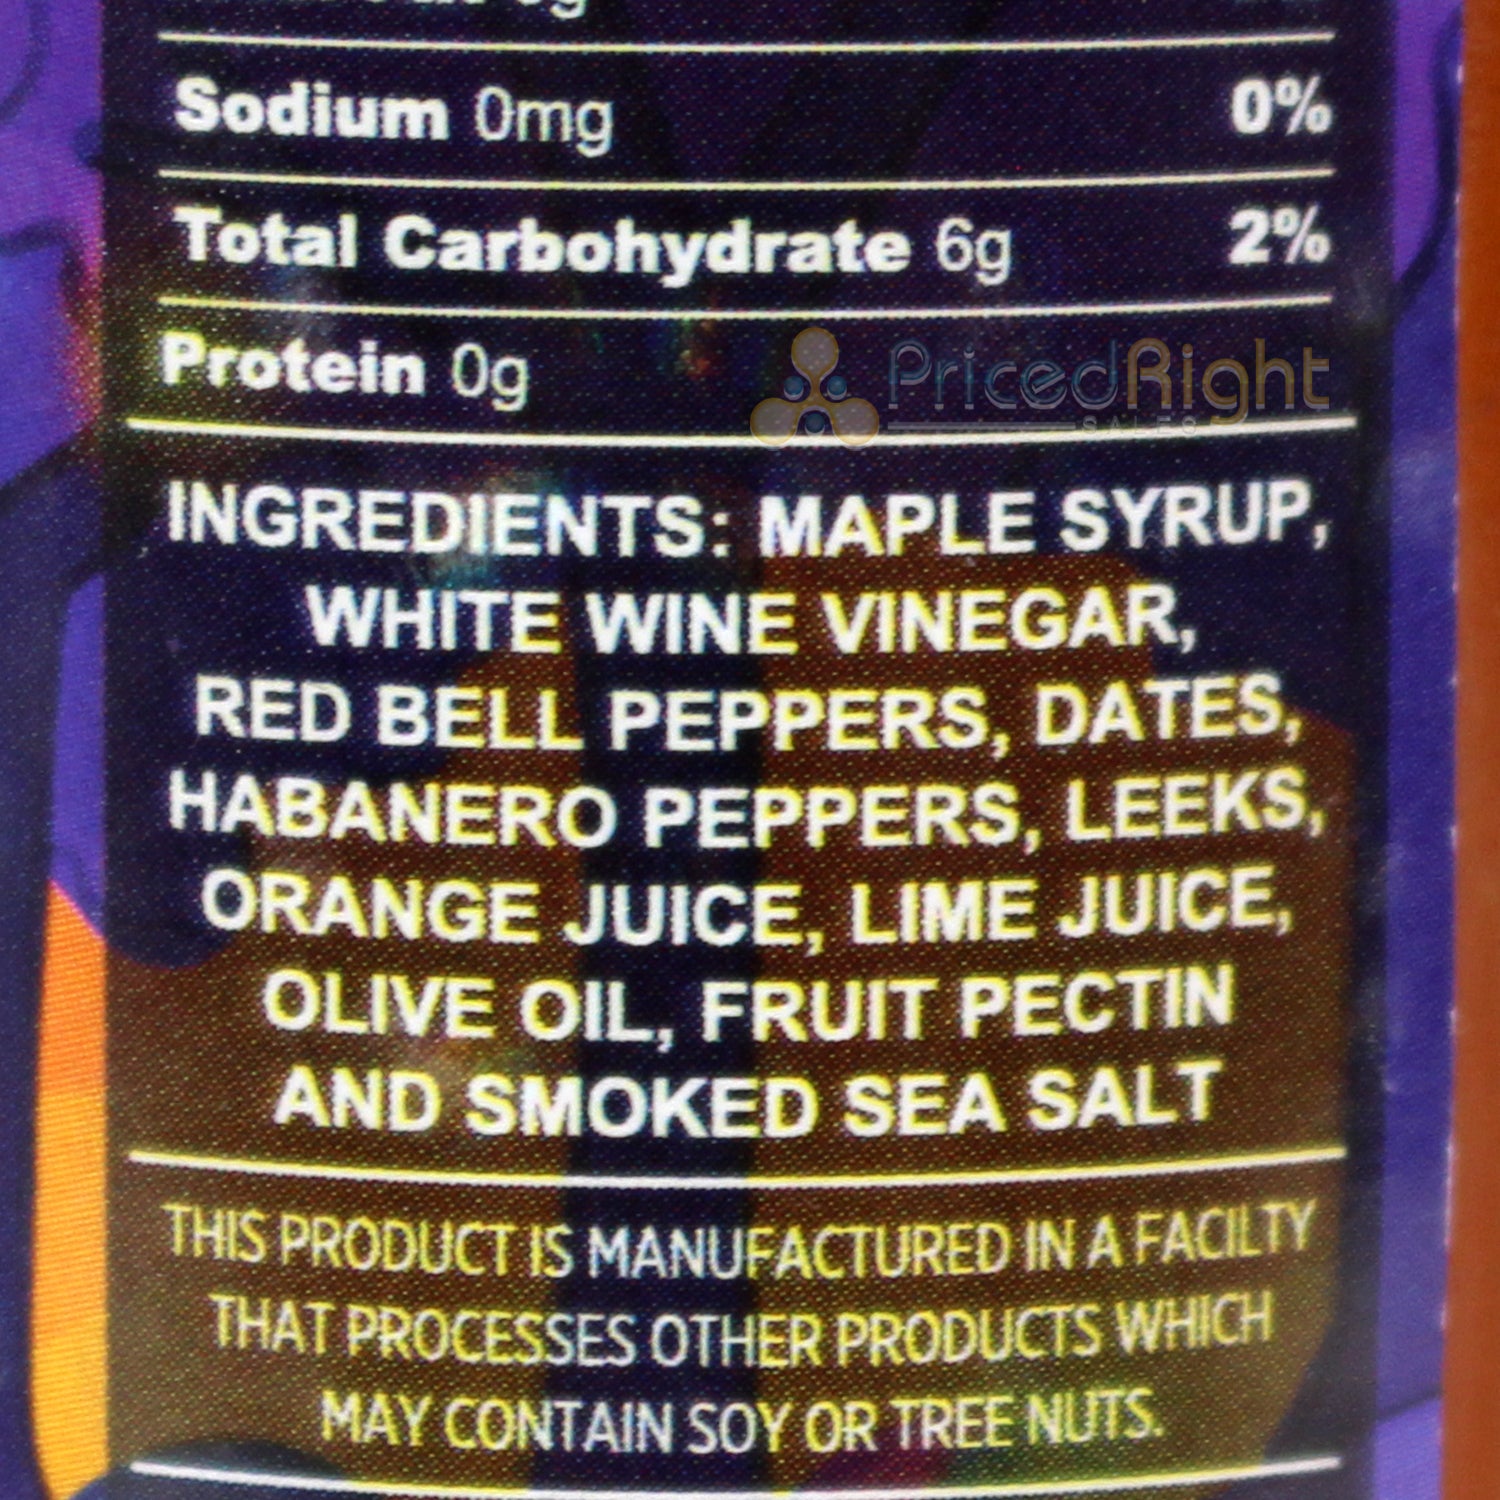 Sodium 0mg 0%
Total Carbohydrate 6g 2%
Protein 0g
PricedRight
SALES
INGREDIENTS: MAPLE SYRUP,
WHITE WINE VINEGAR,
RED BELL PEPPERS, DATES,
HABANERO PEPPERS, LEEKS,
ORANGE JUICE, LIME JUICE,
OLIVE OIL, FRUIT PECTIN
AND SMOKED SEA SALT
THIS PRODUCT IS MANUFACTURED IN A FACILTY
THAT PROCESSES OTHER PRODUCTS WHICH
MAY CONTAIN SOY OR TREE NUTS.